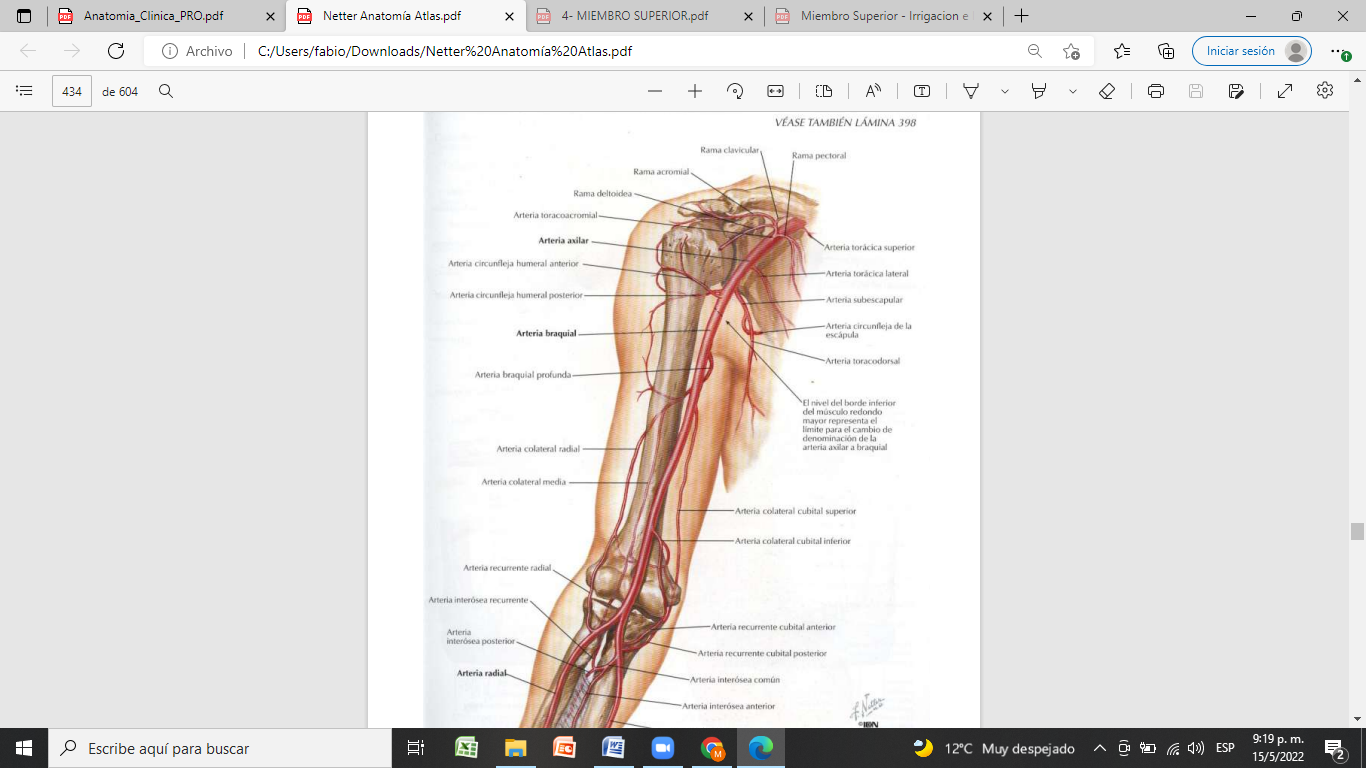 Anatomia_Clinica_PRO.pdf
Netter Anatomía Atlas.pdf
4- MIEMBRO SUPERIOR.pdf
Miembro Superior - Irrigacion e
Archivo
C:/Users/fabio/Downloads/Netter%20Anatomía%20Atlas.pdf
Iniciar sesión
434
de 604
VÉASE TAMBIÉN LÁMINA 398
Rama clavicular
Rama pectoral
Rama acromial
Rama deltoidea
Arteria toracoacromial
Arteria axilar
Arteria torácica superior
Arteria circunfleja humeral anterior
Arteria torácica lateral
Arteria circunfleja humeral posterior
Arteria subescapular
Arteria braquial
Arteria circunfleja de la
escápula
Arteria toracodorsal
Arteria braquial profunda
El nivel del borde inferior
del músculo redondo
mayor representa el
límite para el cambio de
denominación de la
arteria axilar a braquial
Arteria colateral radial
Arteria colateral media
Arteria colateral cubital superior
Arteria colateral cubital inferior
Arteria recurrente radial
Arteria interósea recurrente
Arteria recurrente cubital anterior
Arteria
interósea posterior
Arteria recurrente cubital posterior
Arteria radial
Arteria interósea común
Arteria interósea anterior
F. Netter
Escribe aquí para buscar
12°C Muy despejado
ESP
9:19 p. m.
15/5/2022
2